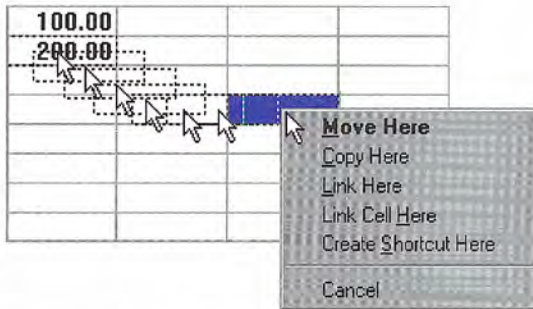 100.00
200.00
Move Here
Copy Here
Link Here
Link Cell Here
Create Shortcut Here
Cancel